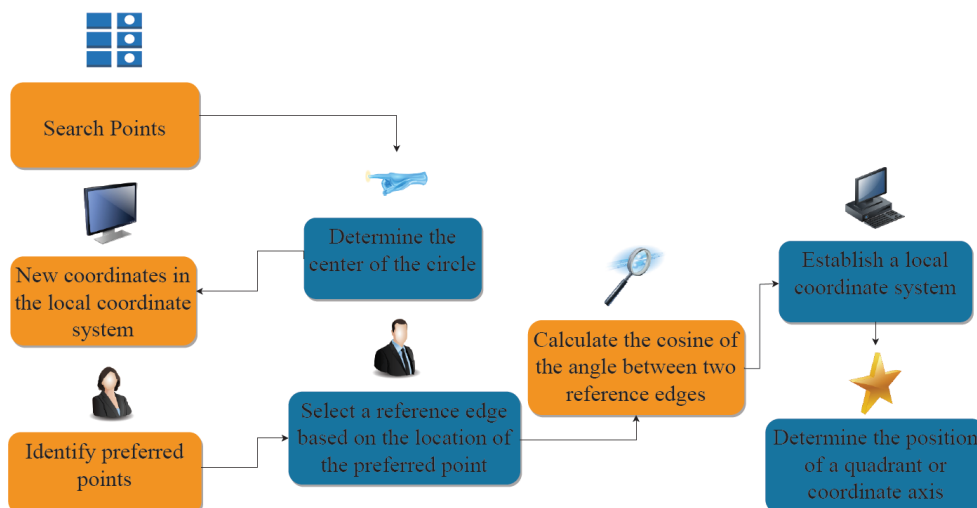 Search Points
Determine the
center of the circle
New coordinates in
the local coordinate
system
Identify preferred
points
Select a reference edge
based on the location of
the preferred point
Calculate the cosine of
the angle between two
reference edges
Establish a local
coordinate system
Determine the position
of a quadrant or
coordinate axis